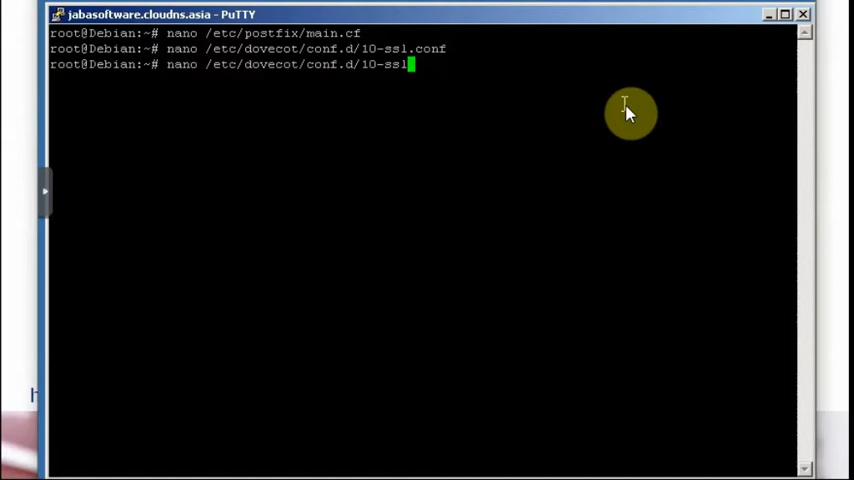 jabasoftware.cloudns.asia - PuTTY
root@Debian:~# nano /etc/postfix/main.cf
root@Debian:~# nano /etc/dovecot/conf.d/10-ssl.conf
root@Debian:~# nano /etc/dovecot/conf.d/10-ssl